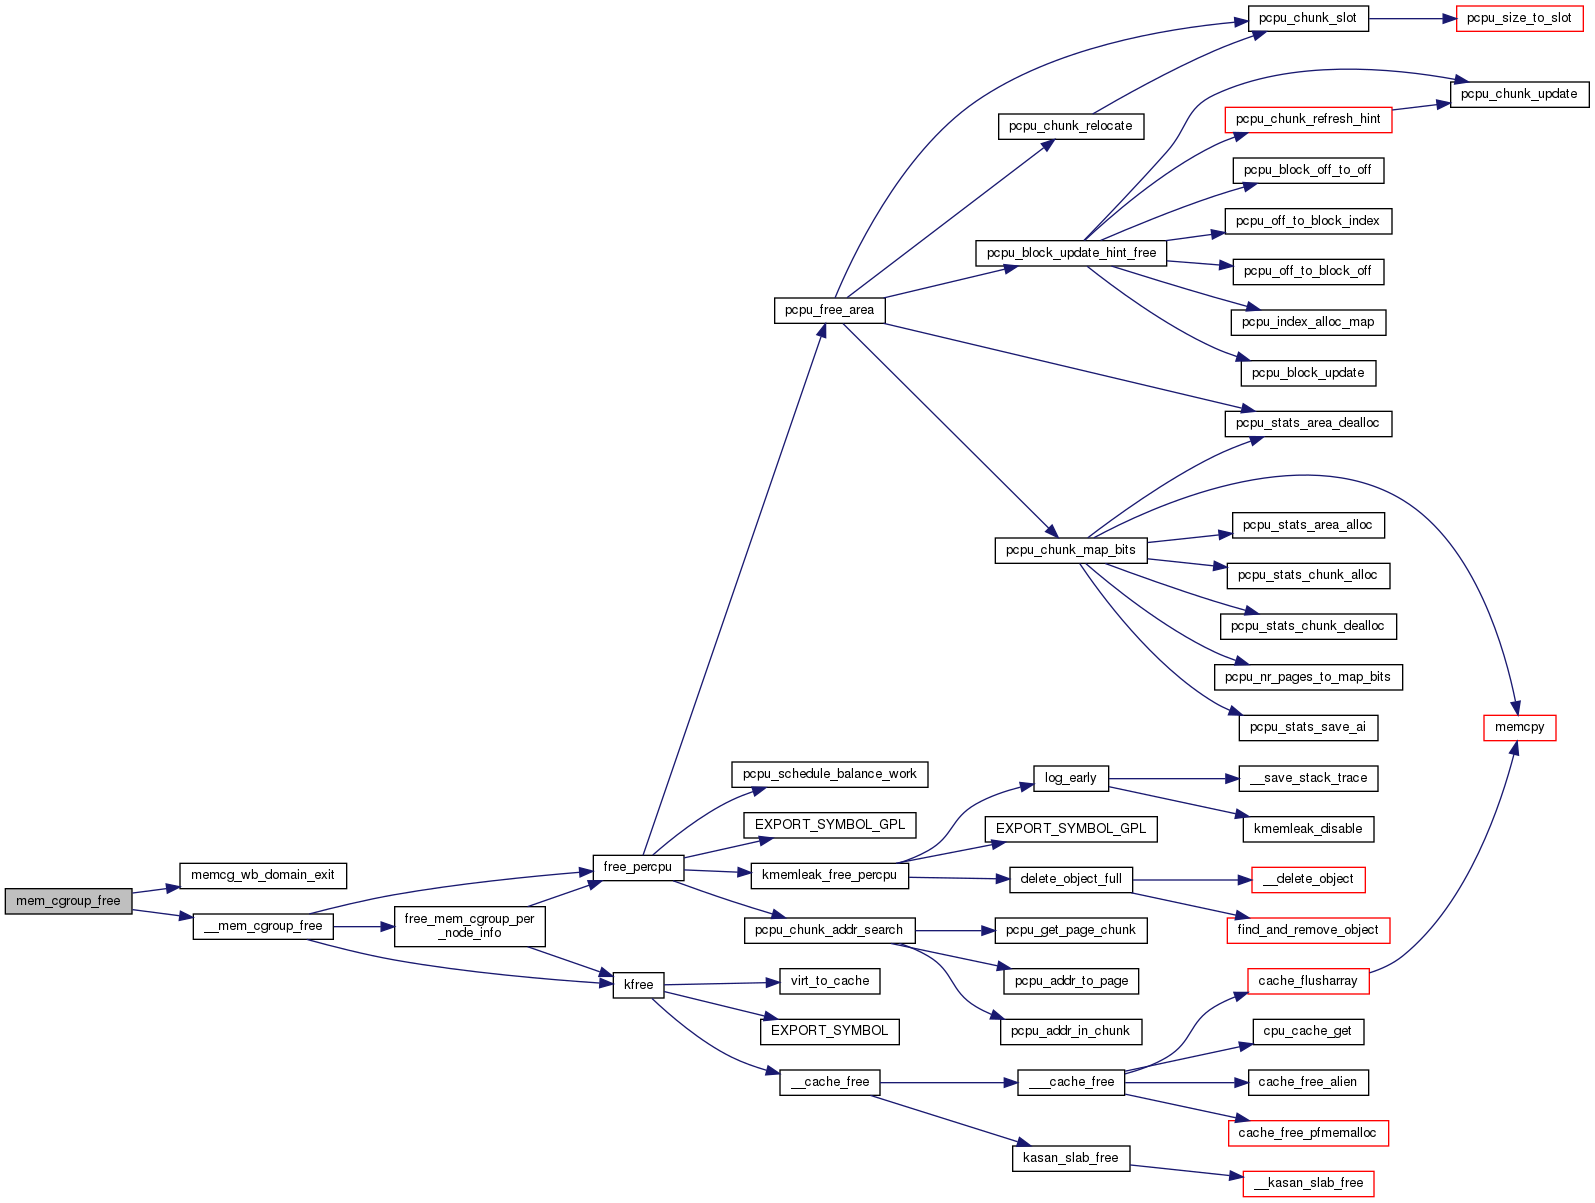 pcpu_chunk_slot
pcpu_size_to_slot
pcpu_chunk_update
pcpu_chunk_relocate
pcpu_chunk_refresh_hint
pcpu_block_off_to_off
pcpu_off_to_block_index
pcpu_block_update_hint_free
pcpu_off_to_block_off
pcpu_free_area
pcpu_index_alloc_map
pcpu_block_update
pcpu_stats_area_dealloc
pcpu_stats_area_alloc
pcpu_chunk_map_bits
pcpu_stats_chunk_alloc
pcpu_stats_chunk_dealloc
pcpu_nr_pages_to_map_bits
pcpu_stats_save_ai
memcpy
pcpu_schedule_balance_work
log_early
__save_stack_trace
EXPORT_SYMBOL_GPL
EXPORT_SYMBOL_GPL
kmemleak_disable
free_percpu
memcg_wb_domain_exit
kmemleak_free_percpu
delete_object_full
__delete_object
mem_cgroup_free
__mem_cgroup_free
free_mem_cgroup_per
_node_info
pcpu_chunk_addr_search
pcpu_get_page_chunk
find_and_remove_object
kfree
virt_to_cache
pcpu_addr_to_page
cache_flusharray
EXPORT_SYMBOL
pcpu_addr_in_chunk
cpu_cache_get
__cache_free
___cache_free
cache_free_alien
cache_free_pfmemalloc
kasan_slab_free
__kasan_slab_free